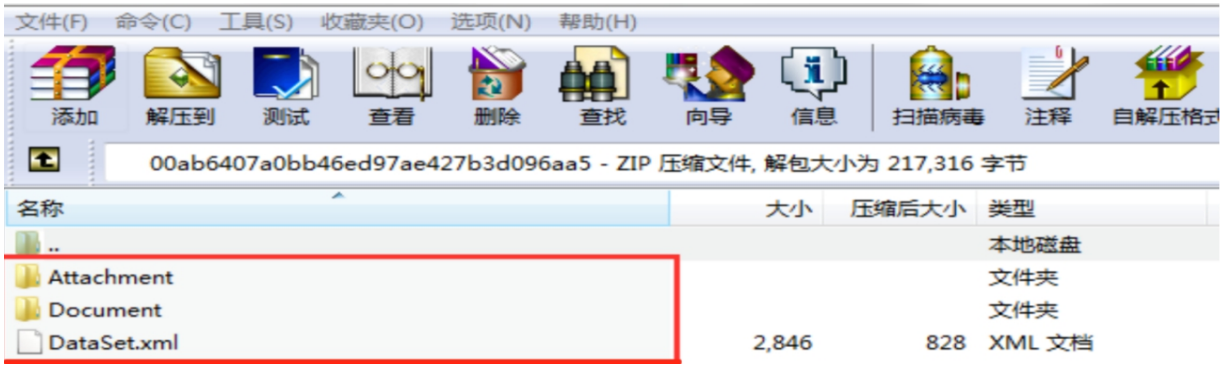 文件(F) 命令(C) 工具(S) 收藏夹(O) 选项(N) 帮助(H)
添加 解压到 测试 查看 删除 查找 向导 信息 扫描病毒 注释 自解压格式
00ab6407a0bb46ed97ae427b3d096aa5 - ZIP 压缩文件, 解包大小为 217,316 字节
名称 大小 压缩后大小 类型
.. 本地磁盘
Attachment 文件夹
Document 文件夹
DataSet.xml 2,846 828 XML 文档